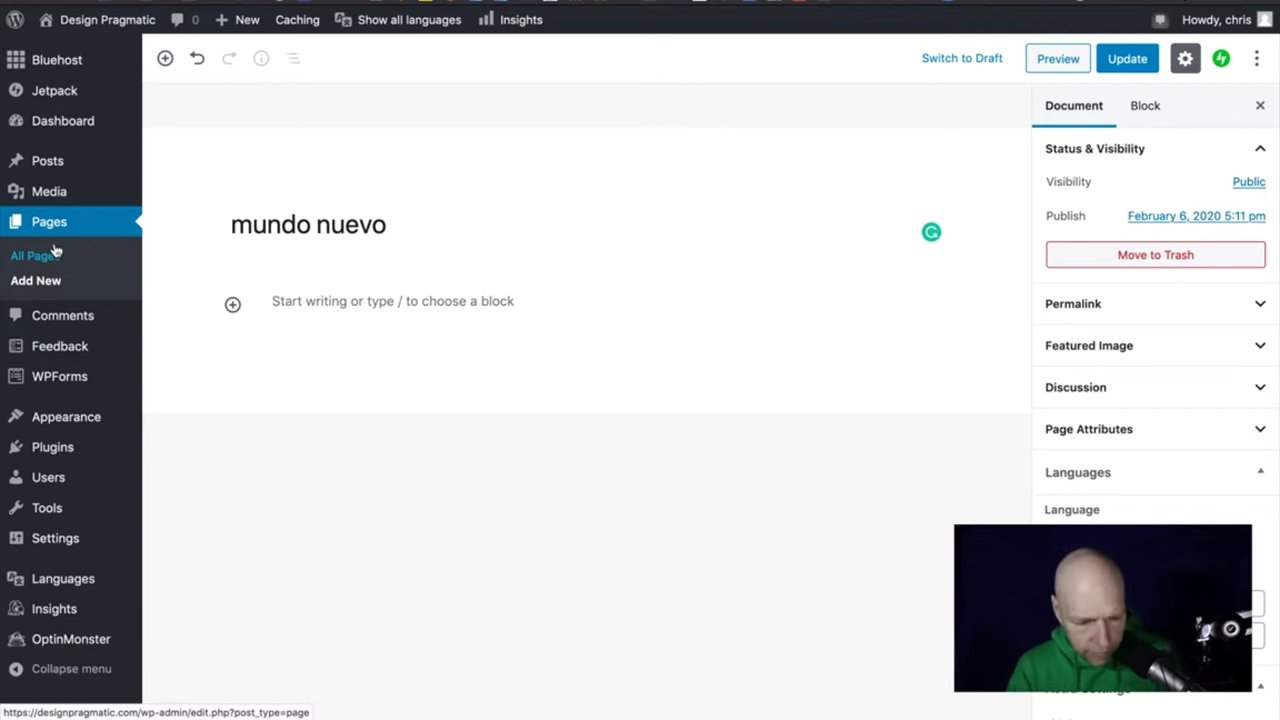 Design Pragmatic
0
New
Caching
Show all languages
Insights
Howdy, chris
Bluehost
Jetpack
Dashboard
Posts
Media
Pages
All Pages
Add New
Comments
Feedback
WPForms
Appearance
Plugins
Users
Tools
Settings
Languages
Insights
OptinMonster
Collapse menu
Switch to Draft
Preview
Update
mundo nuevo
Start writing or type / to choose a block
Document
Block
Status & Visibility
Visibility
Public
Publish
February 6, 2020 5:11 pm
Move to Trash
Permalink
Featured Image
Discussion
Page Attributes
Languages
Language
https://designpragmatic.com/wp-admin/edit.php?post_type=page